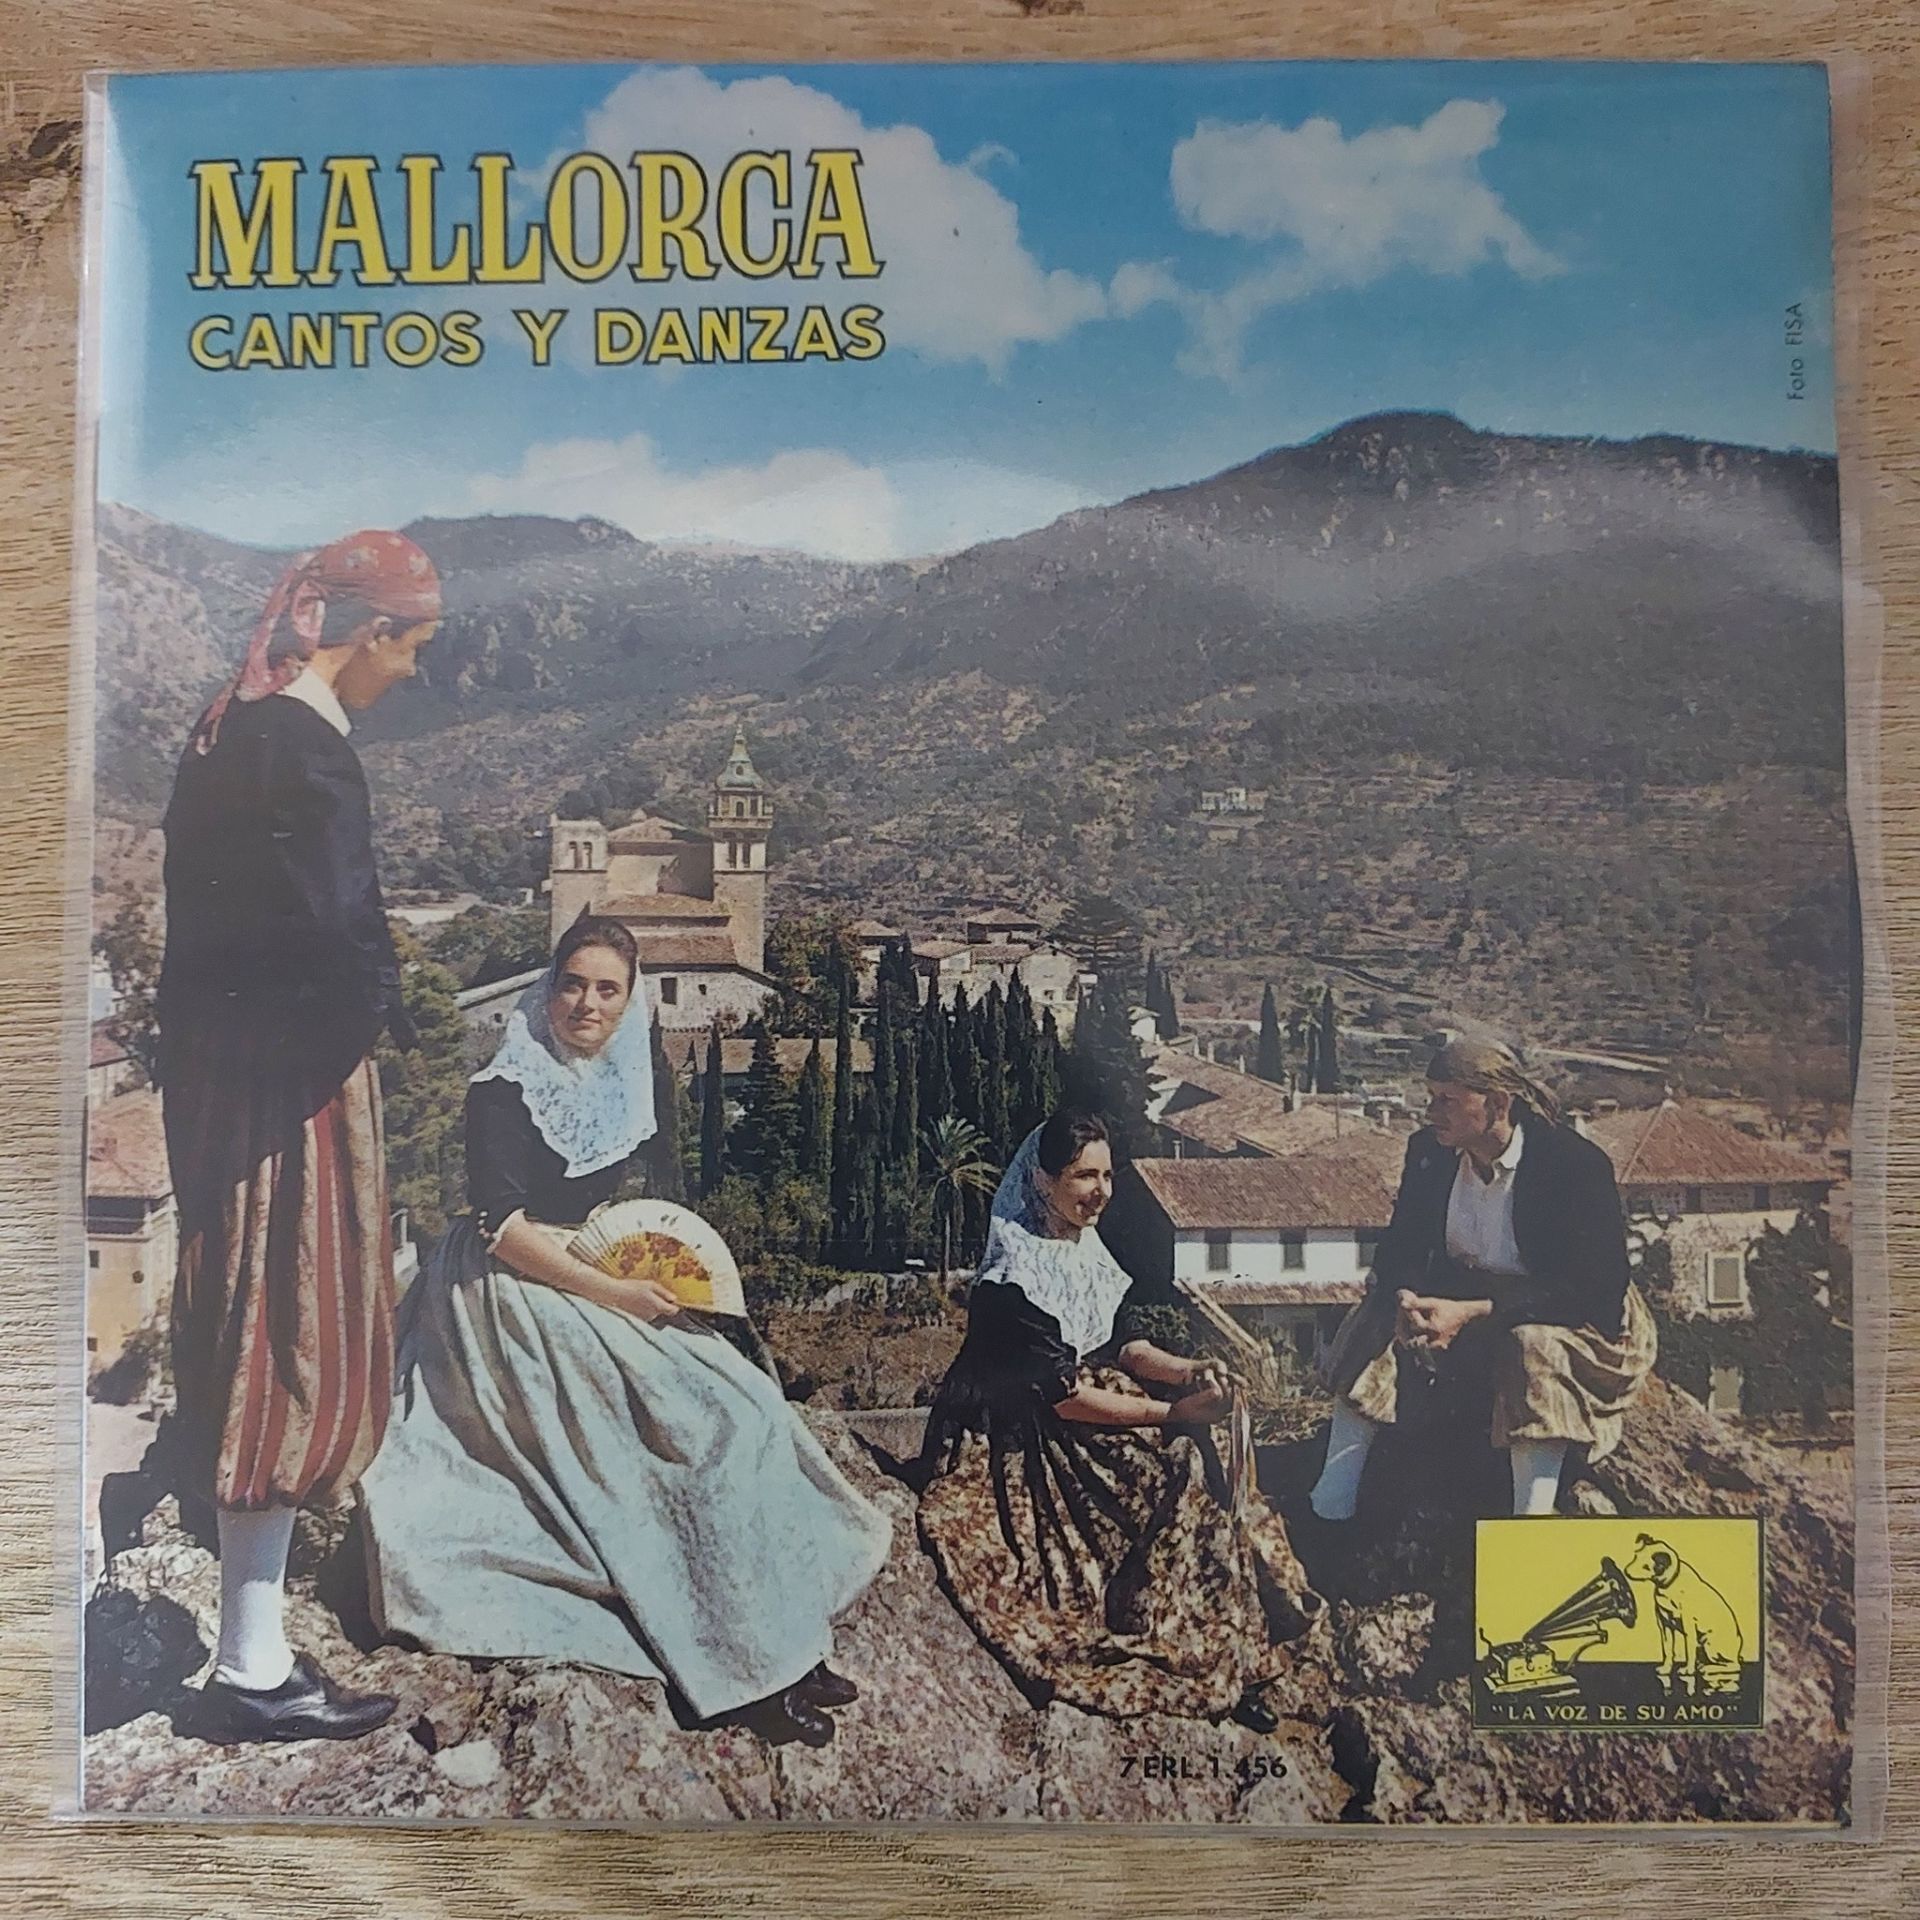 MALLORCA
CANTOS Y DANZAS
Foto FISA
"LA VOZ DE SU AMO"
7 ERL 1.456